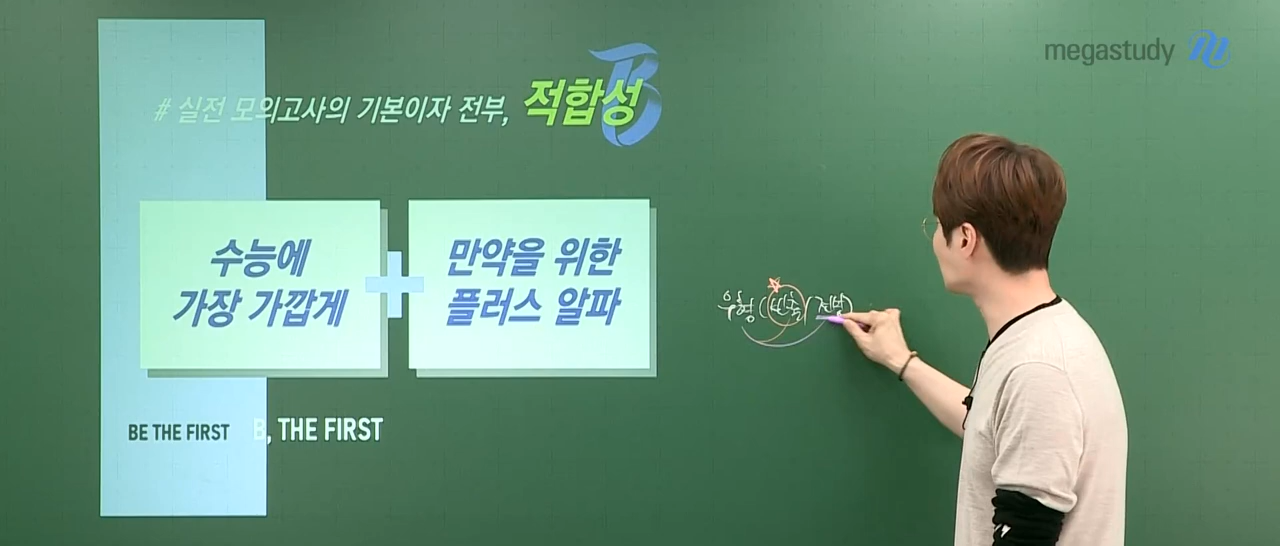 megastudy
# 실전 모의고사의 기본이자 전부, 적합성
B
수능에
가장 가깝게
+
만약을 위한
플러스 알파
유형 (빈출/전범)
BE THE FIRST
B, THE FIRST